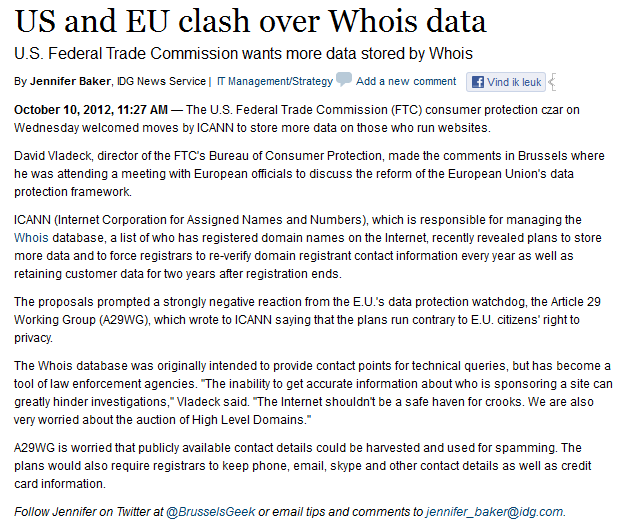 US and EU clash over Whois data
U.S. Federal Trade Commission wants more data stored by Whois
By Jennifer Baker, IDG News Service | IT Management/Strategy Add a new comment Vind ik leuk
October 10, 2012, 11:27 AM — The U.S. Federal Trade Commission (FTC) consumer protection czar on
Wednesday welcomed moves by ICANN to store more data on those who run websites.
David Vladeck, director of the FTC's Bureau of Consumer Protection, made the comments in Brussels where
he was attending a meeting with European officials to discuss the reform of the European Union's data
protection framework.
ICANN (Internet Corporation for Assigned Names and Numbers), which is responsible for managing the
Whois database, a list of who has registered domain names on the Internet, recently revealed plans to store
more data and to force registrars to re-verify domain registrant contact information every year as well as
retaining customer data for two years after registration ends.
The proposals prompted a strongly negative reaction from the E.U.'s data protection watchdog, the Article 29
Working Group (A29WG), which wrote to ICANN saying that the plans run contrary to E.U. citizens' right to
privacy.
The Whois database was originally intended to provide contact points for technical queries, but has become a
tool of law enforcement agencies. "The inability to get accurate information about who is sponsoring a site can
greatly hinder investigations," Vladeck said. "The Internet shouldn't be a safe haven for crooks. We are also
very worried about the auction of High Level Domains."
A29WG is worried that publicly available contact details could be harvested and used for spamming. The
plans would also require registrars to keep phone, email, skype and other contact details as well as credit
card information.
Follow Jennifer on Twitter at @BrusselsGeek or email tips and comments to jennifer_baker@idg.com.